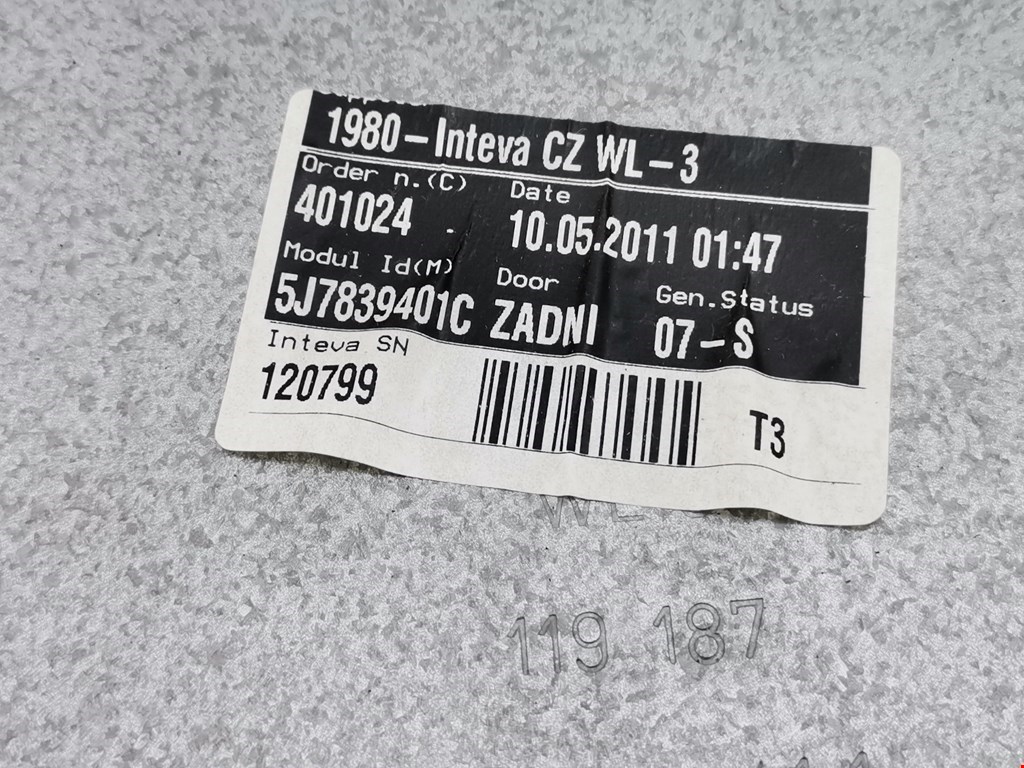 1980-Inteva CZ WL-3
Order n.(C) Date
401024 10.05.2011 01:47
Modul Id(M) Door Gen.Status
5J7839401C ZADNI 07-S
Inteva SN
120799 T3
119 187